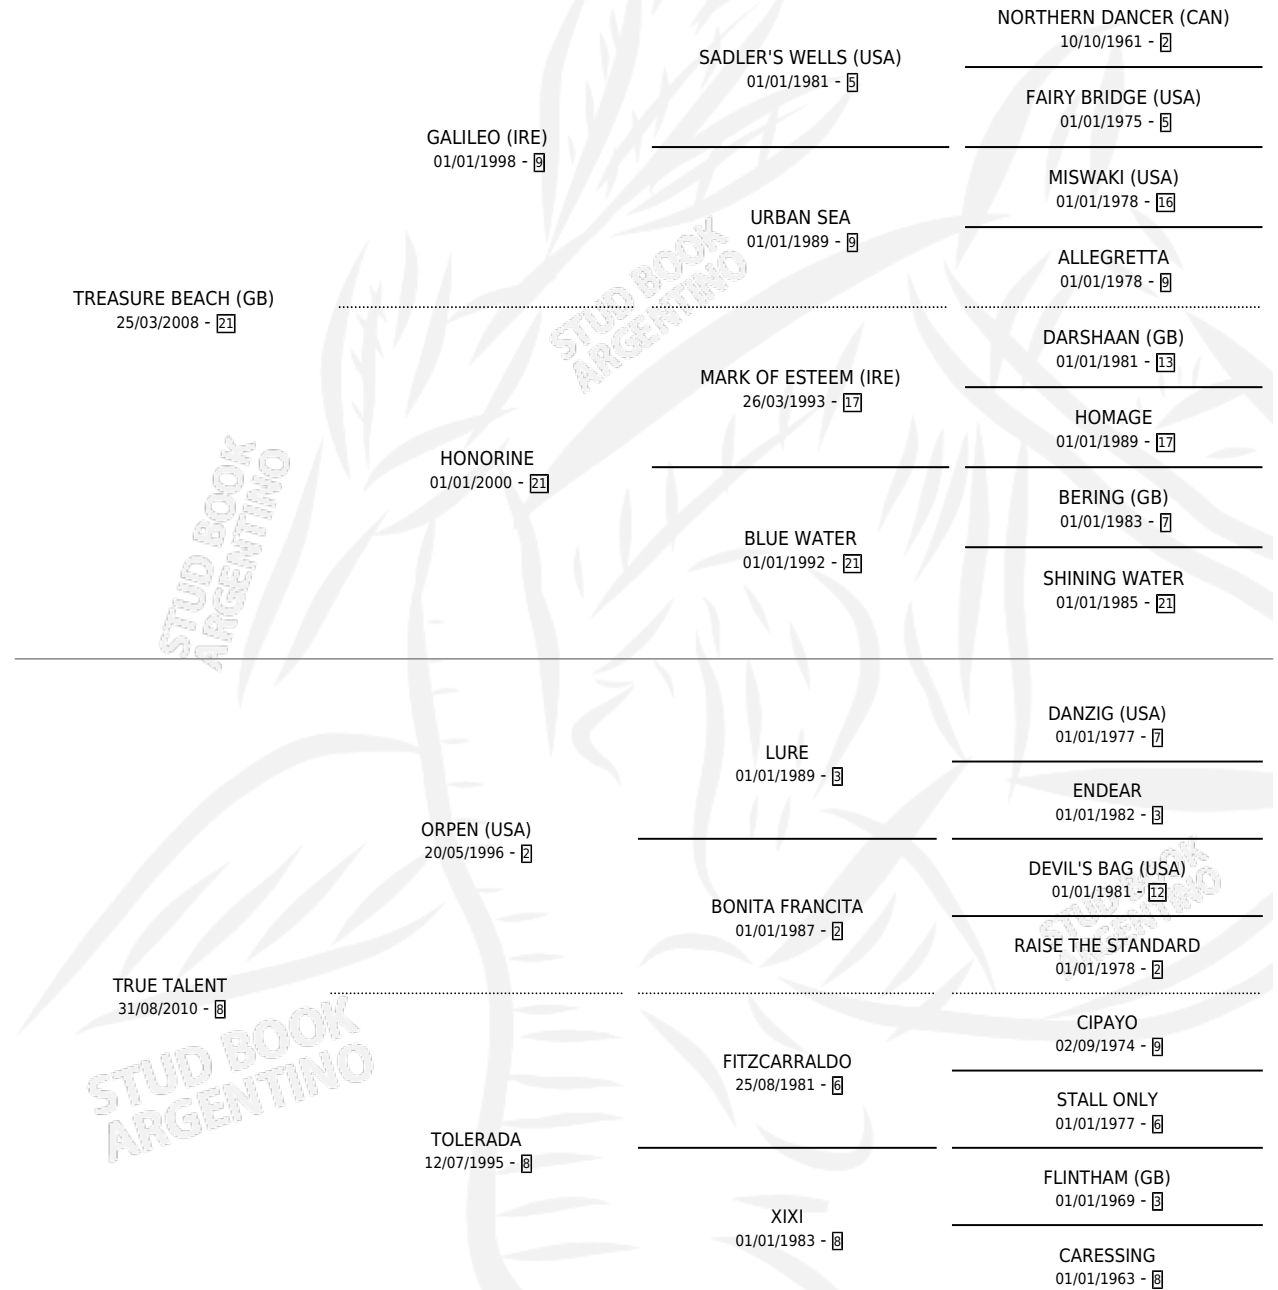 NORTHERN DANCER (CAN)
10/10/1961 - 2
SADLER'S WELLS (USA)
01/01/1981 - 5
FAIRY BRIDGE (USA)
01/01/1975 - 5
GALILEO (IRE)
01/01/1998 - 9
MISWAKI (USA)
01/01/1978 - 16
URBAN SEA
01/01/1989 - 9
ALLEGRETTA
01/01/1978 - 9
TREASURE BEACH (GB)
25/03/2008 - 21
DARSHAAN (GB)
01/01/1981 - 13
MARK OF ESTEEM (IRE)
26/03/1993 - 17
HOMAGE
01/01/1989 - 17
HONORINE
01/01/2000 - 21
BERING (GB)
01/01/1983 - 7
BLUE WATER
01/01/1992 - 21
SHINING WATER
01/01/1985 - 21
DANZIG (USA)
01/01/1977 - 7
LURE
01/01/1989 - 3
ENDEAR
01/01/1982 - 3
ORPEN (USA)
20/05/1996 - 2
DEVIL'S BAG (USA)
01/01/1981 - 12
BONITA FRANCITA
01/01/1987 - 2
RAISE THE STANDARD
01/01/1978 - 2
TRUE TALENT
31/08/2010 - 8
CIPAYO
02/09/1974 - 9
FITZCARRALDO
25/08/1981 - 6
STALL ONLY
01/01/1977 - 6
TOLERADA
12/07/1995 - 8
FLINTHAM (GB)
01/01/1969 - 3
XIXI
01/01/1983 - 8
CARESSING
01/01/1963 - 8
STUD BOOK
ARGENTINO
STUD BOOK
ARGENTINO
STUD BOOK
ARGENTINO
STUD BOOK
ARGENTINO